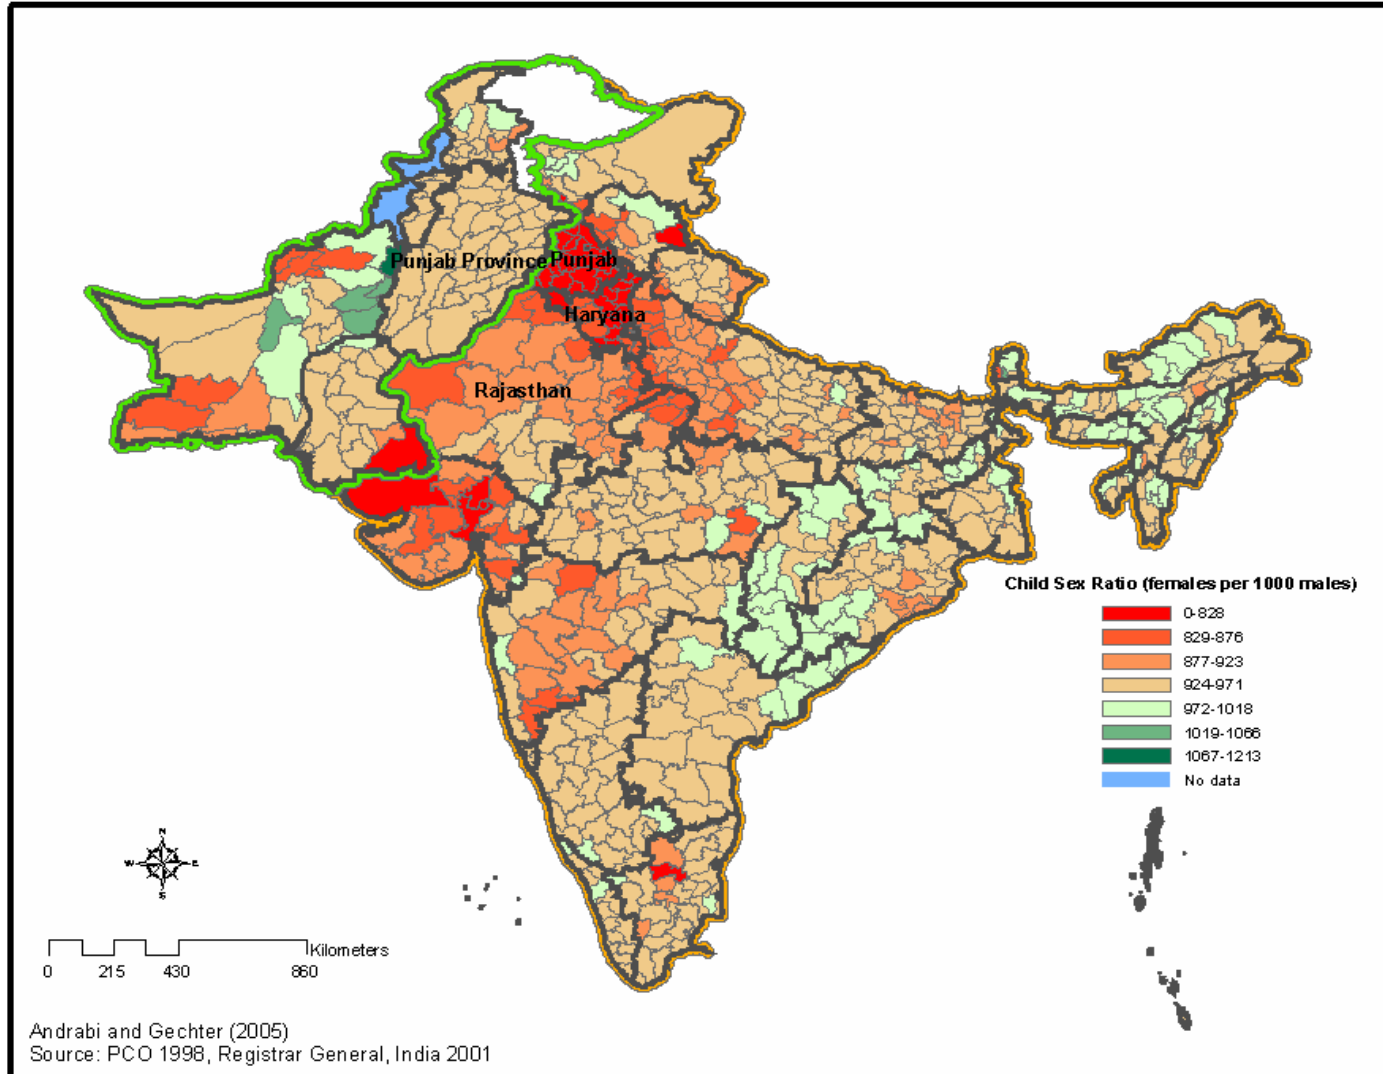 Punjab Province
Punjab
Haryana
Rajasthan
Child Sex Ratio (females per 1000 males)
0-828
829-876
877-923
924-971
972-1018
1019-1066
1067-1213
No data
N
W E
S
Kilometers
0 215 430 860
Andrabi and Gechter (2005)
Source: PCO 1998, Registrar General, India 2001